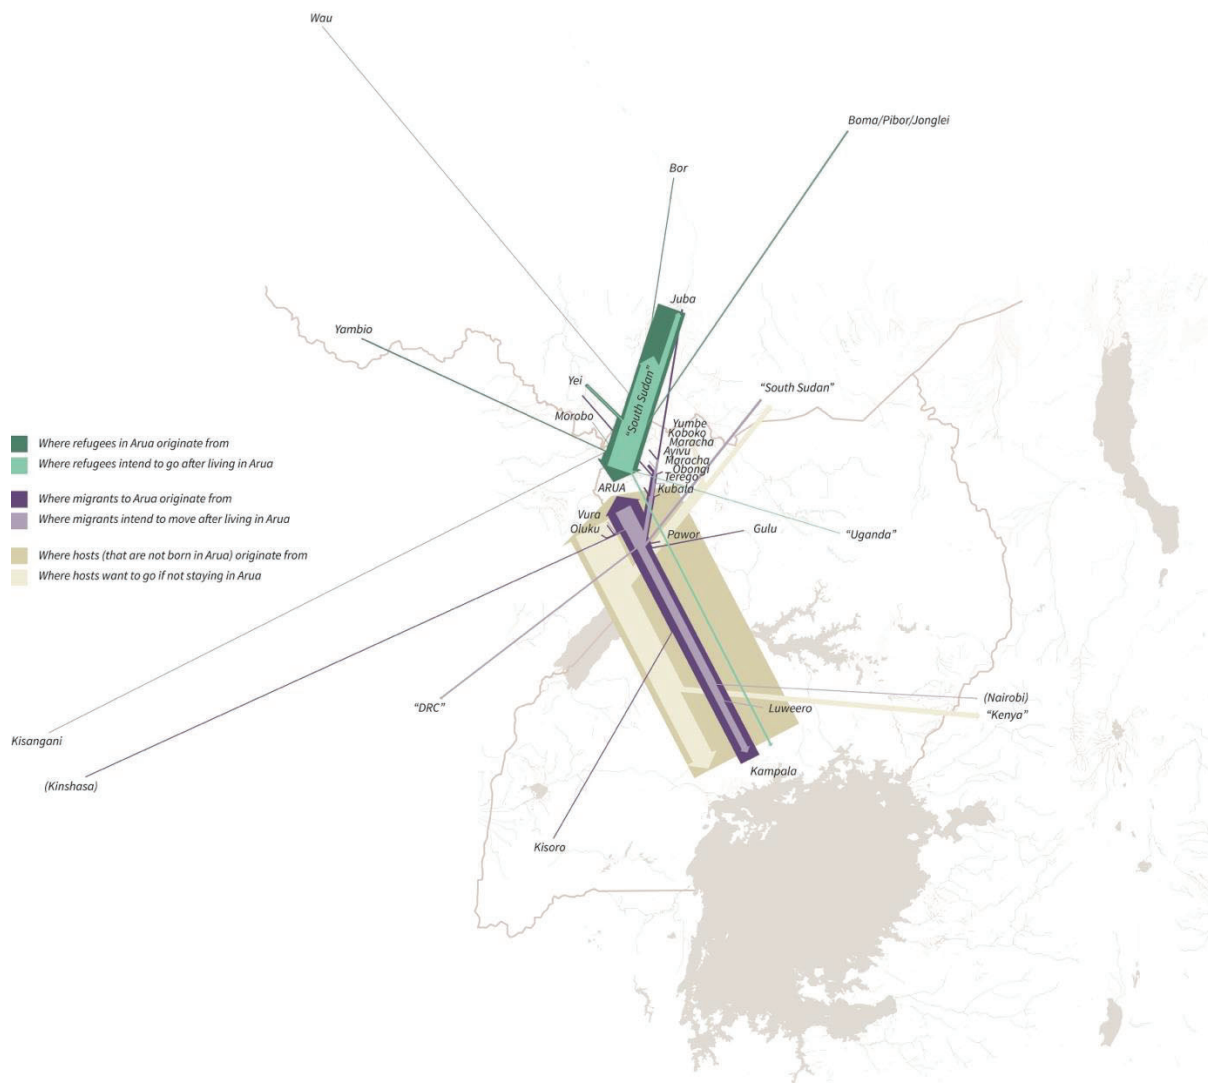 Wau
Boma/Pibor/Jonglei
Bor
Juba
Yambio
Yei
"South Sudan"
"South Sudan"
Morobo
Yumbe
Koboko
Maracha
Ayivu
Maracha
Obongi
Terego
Kubala
ARUA
Where refugees in Arua originate from
Where refugees intend to go after living in Arua
Where migrants to Arua originate from
Where migrants intend to move after living in Arua
Where hosts (that are not born in Arua) originate from
Where hosts want to go if not staying in Arua
Vura
Oluku
Pawor
Gulu
"Uganda"
"DRC"
(Nairobi)
Luweero
"Kenya"
Kisangani
Kampala
(Kinshasa)
Kisoro